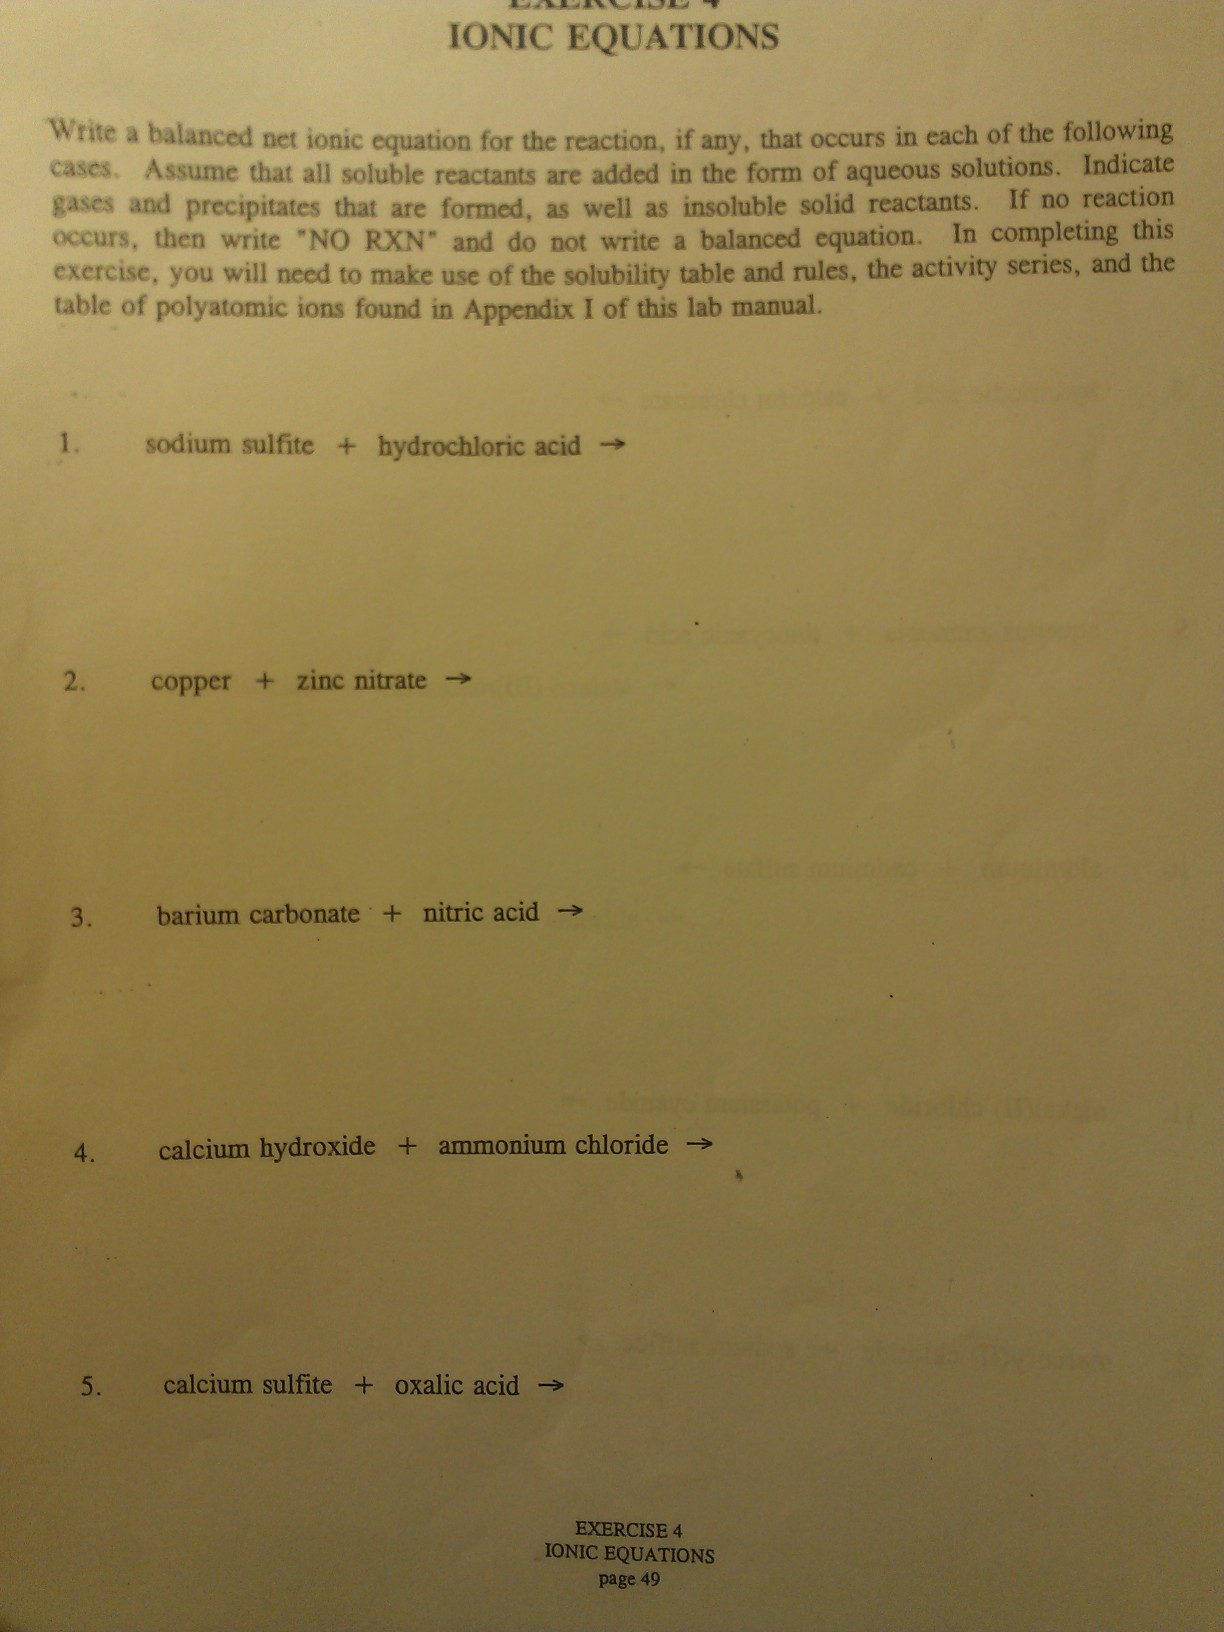 EXERCISE 4
IONIC EQUATIONS
Write a balanced net ionic equation for the reaction, if any, that occurs in each of the following
cases. Assume that all soluble reactants are added in the form of aqueous solutions. Indicate
gases and precipitates that are formed, as well as insoluble solid reactants. If no reaction
occurs, then write "NO RXN" and do not write a balanced equation. In completing this
exercise, you will need to make use of the solubility table and rules, the activity series, and the
table of polyatomic ions found in Appendix I of this lab manual.
1. sodium sulfite + hydrochloric acid →
2. copper + zinc nitrate →
3. barium carbonate + nitric acid →
4. calcium hydroxide + ammonium chloride →
5. calcium sulfite + oxalic acid →
EXERCISE 4
IONIC EQUATIONS
page 49